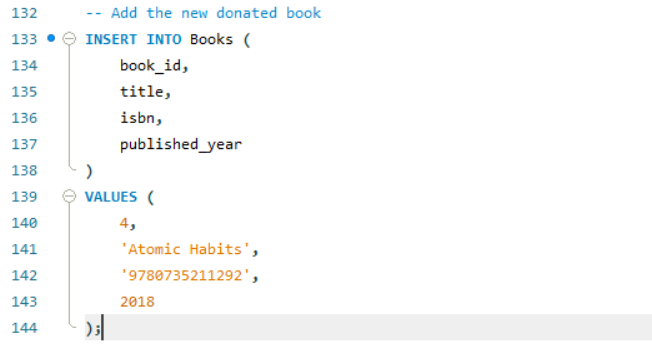 132 -- Add the new donated book
133 INSERT INTO Books (
134 book_id,
135 title,
136 isbn,
137 published_year
138 )
139 VALUES (
140 4,
141 'Atomic Habits',
142 '9780735211292',
143 2018
144 );